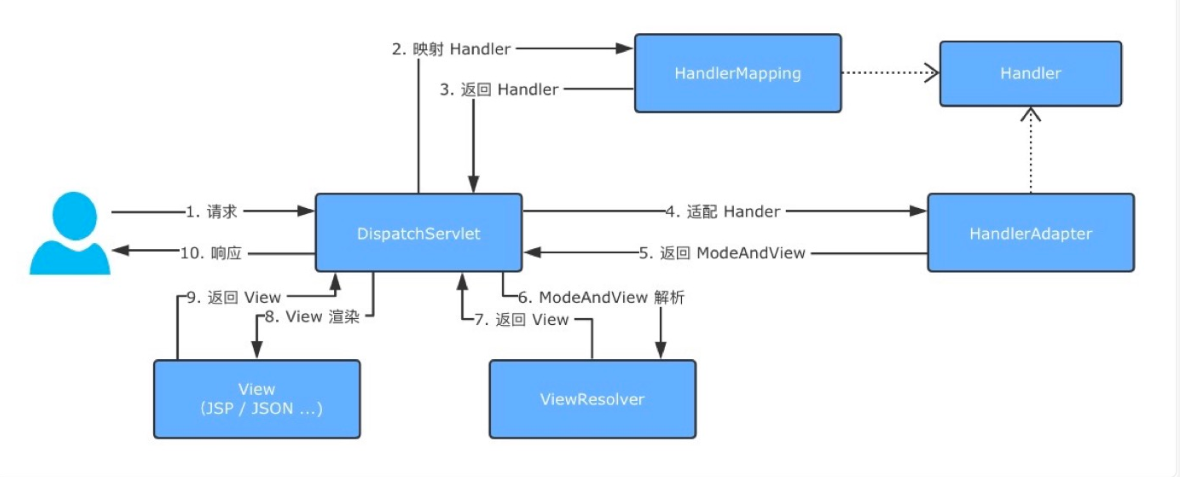 2. 映射 Handler
3. 返回 Handler
HandlerMapping
Handler
1. 请求
DispatchServlet
4. 适配 Hander
HandlerAdapter
10. 响应
5. 返回 ModeAndView
9. 返回 View
6. ModeAndView 解析
8. View 渲染
7. 返回 View
View
(JSP / JSON ...)
ViewResolver